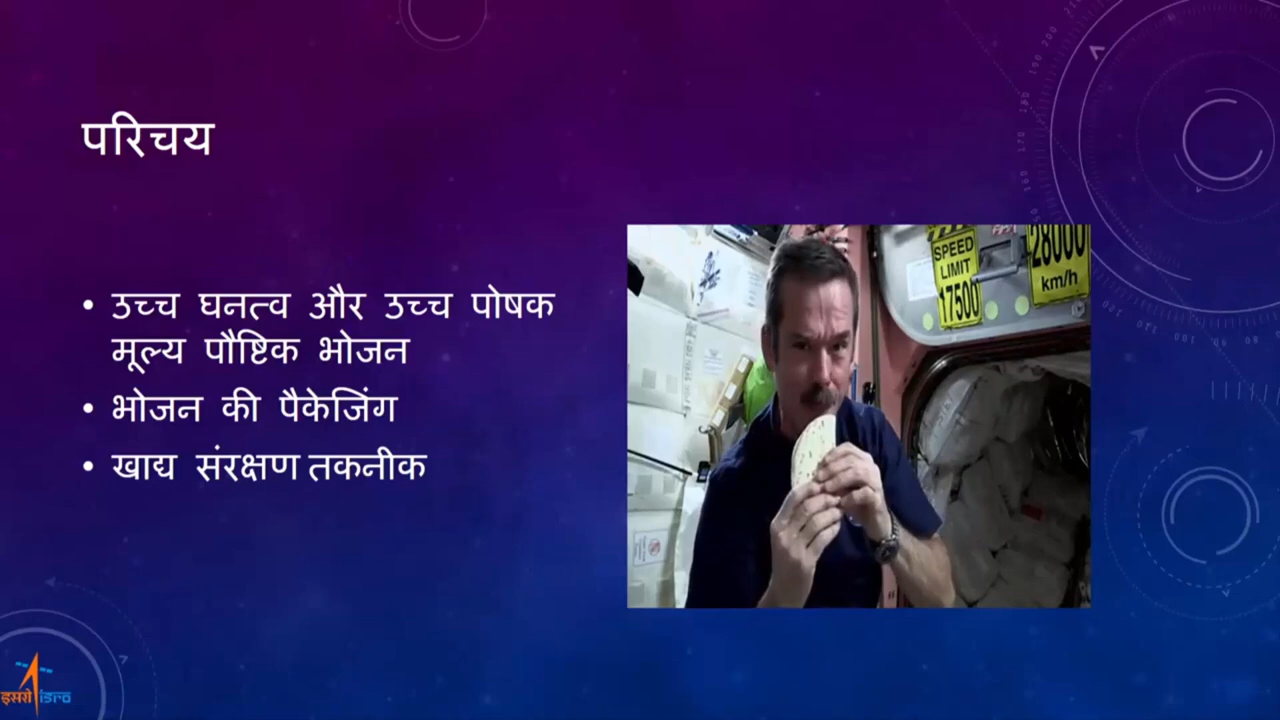 परिचय
• उच्च घनत्व और उच्च पोषक
मूल्य पौष्टिक भोजन
• भोजन की पैकेजिंग
• खाद्य संरक्षण तकनीक
SPEED
LIMIT
17500
28000
km/h
इसरो isro